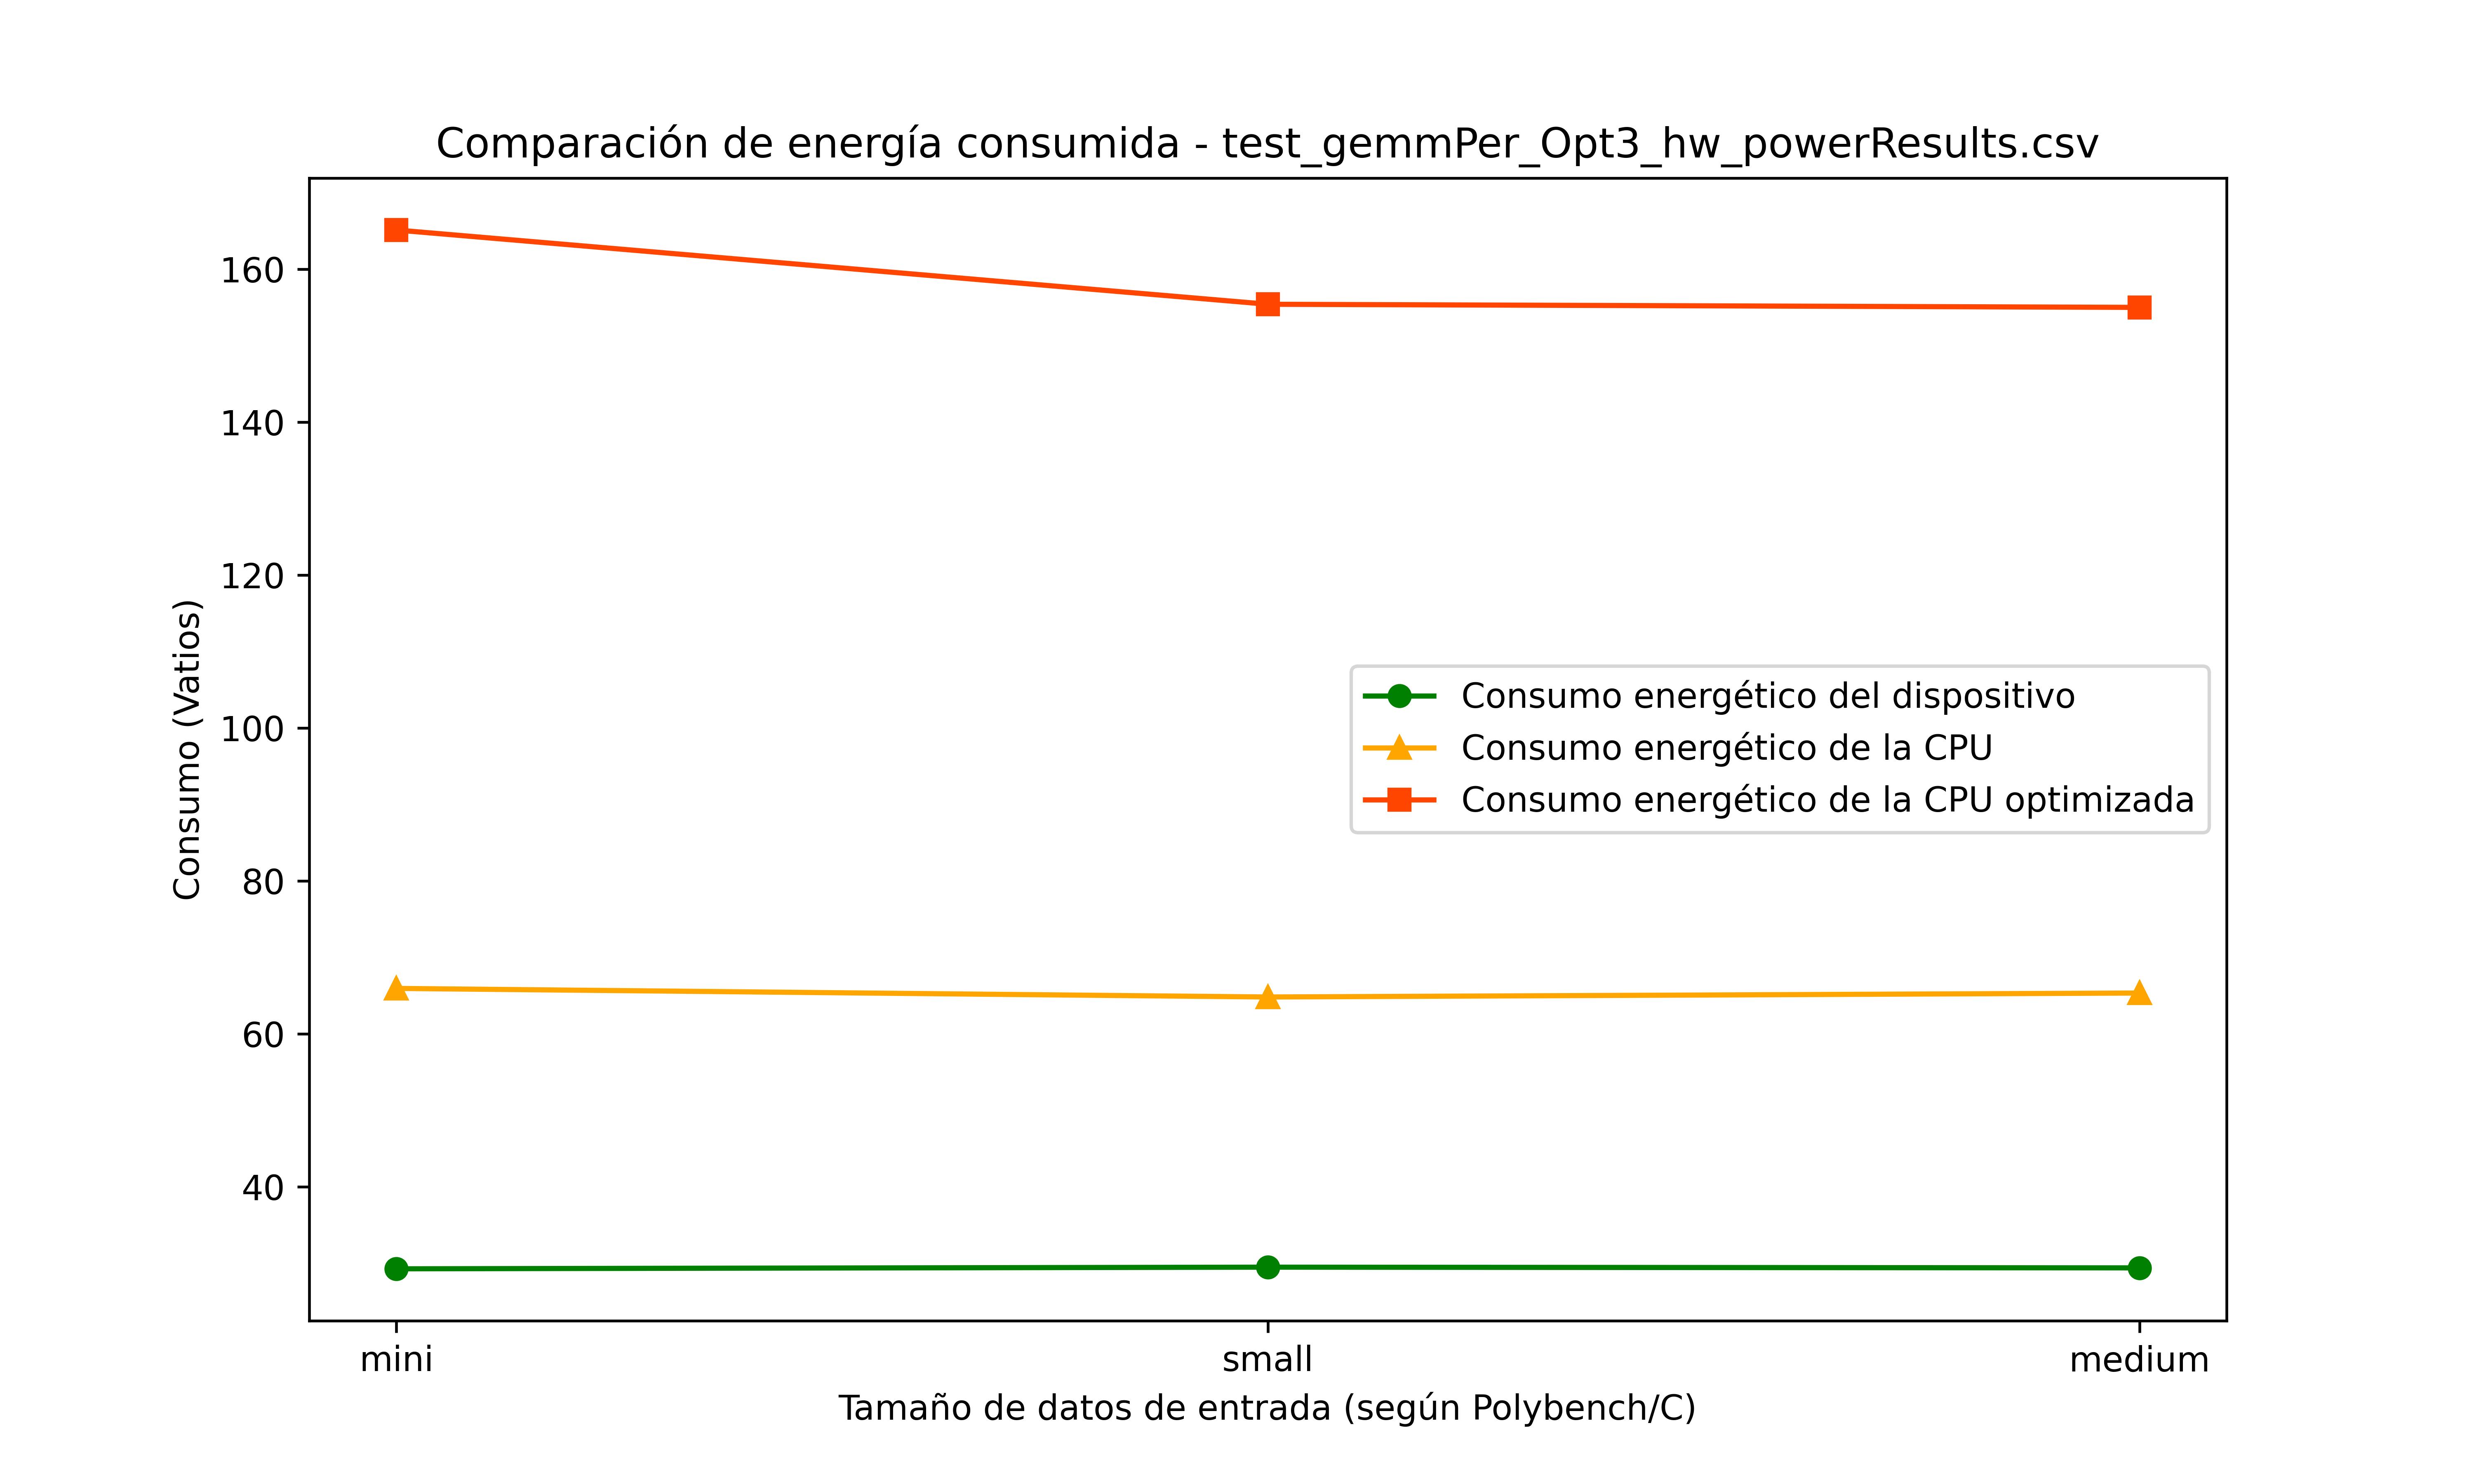 Comparación de energía consumida - test_gemmPer_Opt3_hw_powerResults.csv
160
140
120
100
80
60
40
Consumo (Vatios)
Consumo energético del dispositivo
Consumo energético de la CPU
Consumo energético de la CPU optimizada
mini
small
medium
Tamaño de datos de entrada (según Polybench/C)